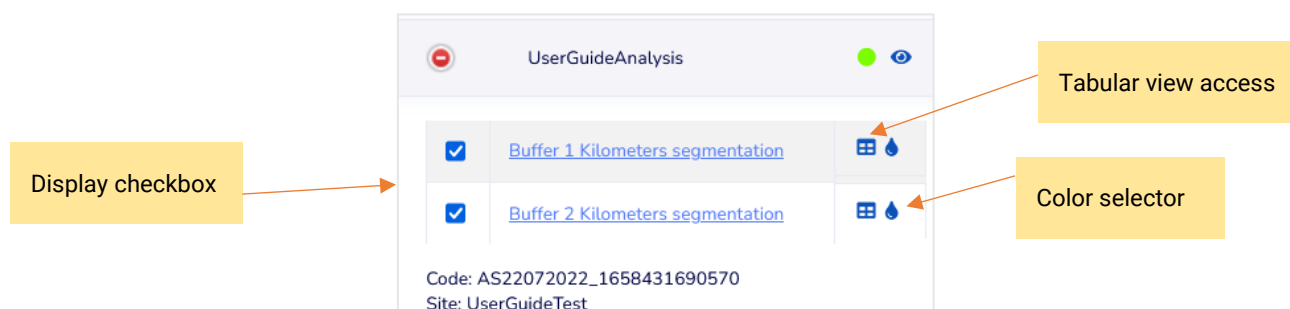 UserGuideAnalysis
Tabular view access
Buffer 1 Kilometers segmentation
Display checkbox
Color selector
Buffer 2 Kilometers segmentation
Code: AS22072022_1658431690570
Site: UserGuideTest